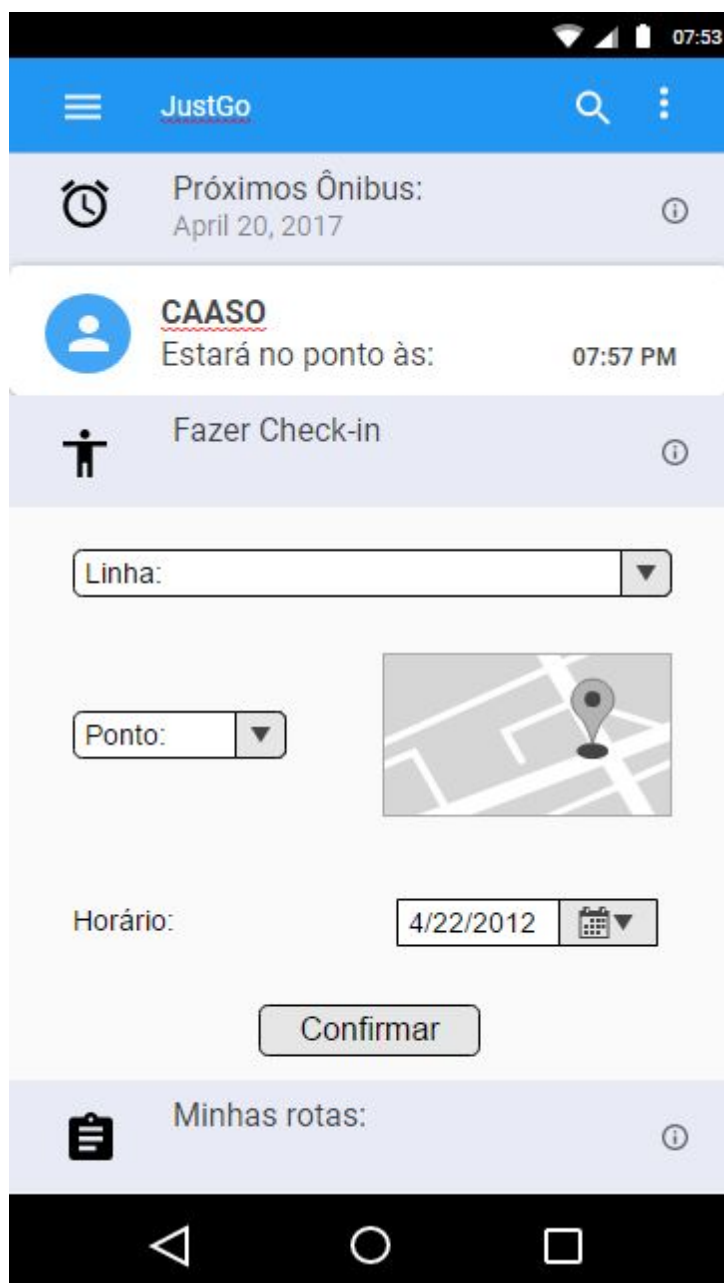 07:53
JustGo
Próximos Ônibus:
April 20, 2017
CAASO
Estará no ponto às: 07:57 PM
Fazer Check-in
Linha:
Ponto:
Horário: 4/22/2012
Confirmar
Minhas rotas: